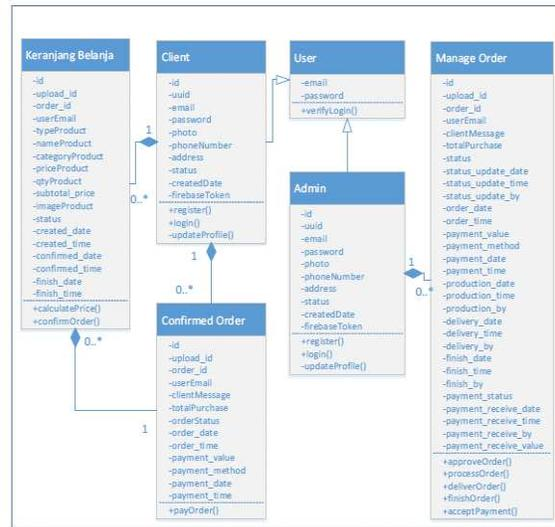 Keranjang Belanja
-id
-upload_id
-order_id
-userEmail
-typeProduct
-nameProduct
-categoryProduct
-priceProduct
-qtyProduct
-subtotal_price
-imageProduct
-status
-created_date
-created_time
-confirmed_date
-confirmed_time
-finish_date
-finish_time
+calculatePrice()
+confirmOrder()
1
0..*
Client
-id
-uuid
-email
-password
-photo
-phoneNumber
-address
-status
-createdDate
-firebaseToken
+register()
+login()
-updateProfile()
1
0..*
User
-email
-password
+verifyLogin()
Admin
-id
-uuid
-email
-password
-photo
-phoneNumber
-address
-status
-createdDate
-firebaseToken
+register()
+login()
-updateProfile()
1
0..*
Confirmed Order
-id
-upload_id
-order_id
-userEmail
-clientMessage
-totalPurchase
-orderStatus
-order_date
-order_time
-payment_value
-payment_method
-payment_date
-payment_time
+payOrder()
0..*
1
Manage Order
-id
-upload_id
-order_id
-userEmail
-clientMessage
-totalPurchase
-status
-status_update_date
-status_update_time
-status_update_by
-order_date
-order_time
-payment_value
-payment_method
-payment_date
-payment_time
-production_date
-production_time
-production_by
-delivery_date
-delivery_time
-delivery_by
-finish_date
-finish_time
-finish_by
-payment_status
-payment_receive_date
-payment_receive_time
-payment_receive_by
-payment_receive_value
+approveOrder()
+processOrder()
+deliverOrder()
+finishOrder()
+acceptPayment()